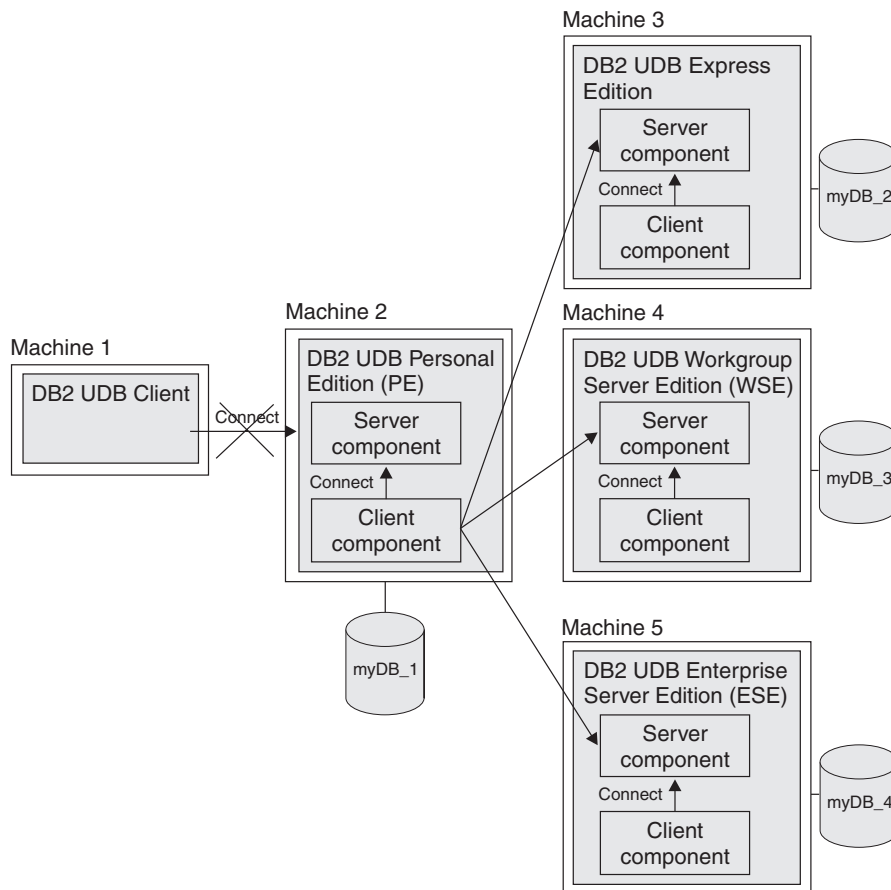 Machine 1
DB2 UDB Client
Connect
Machine 2
DB2 UDB Personal
Edition (PE)
Server
component
Connect
Client
component
myDB_1
Machine 3
DB2 UDB Express
Edition
Server
component
Connect
Client
component
myDB_2
Machine 4
DB2 UDB Workgroup
Server Edition (WSE)
Server
component
Connect
Client
component
myDB_3
Machine 5
DB2 UDB Enterprise
Server Edition (ESE)
Server
component
Connect
Client
component
myDB_4